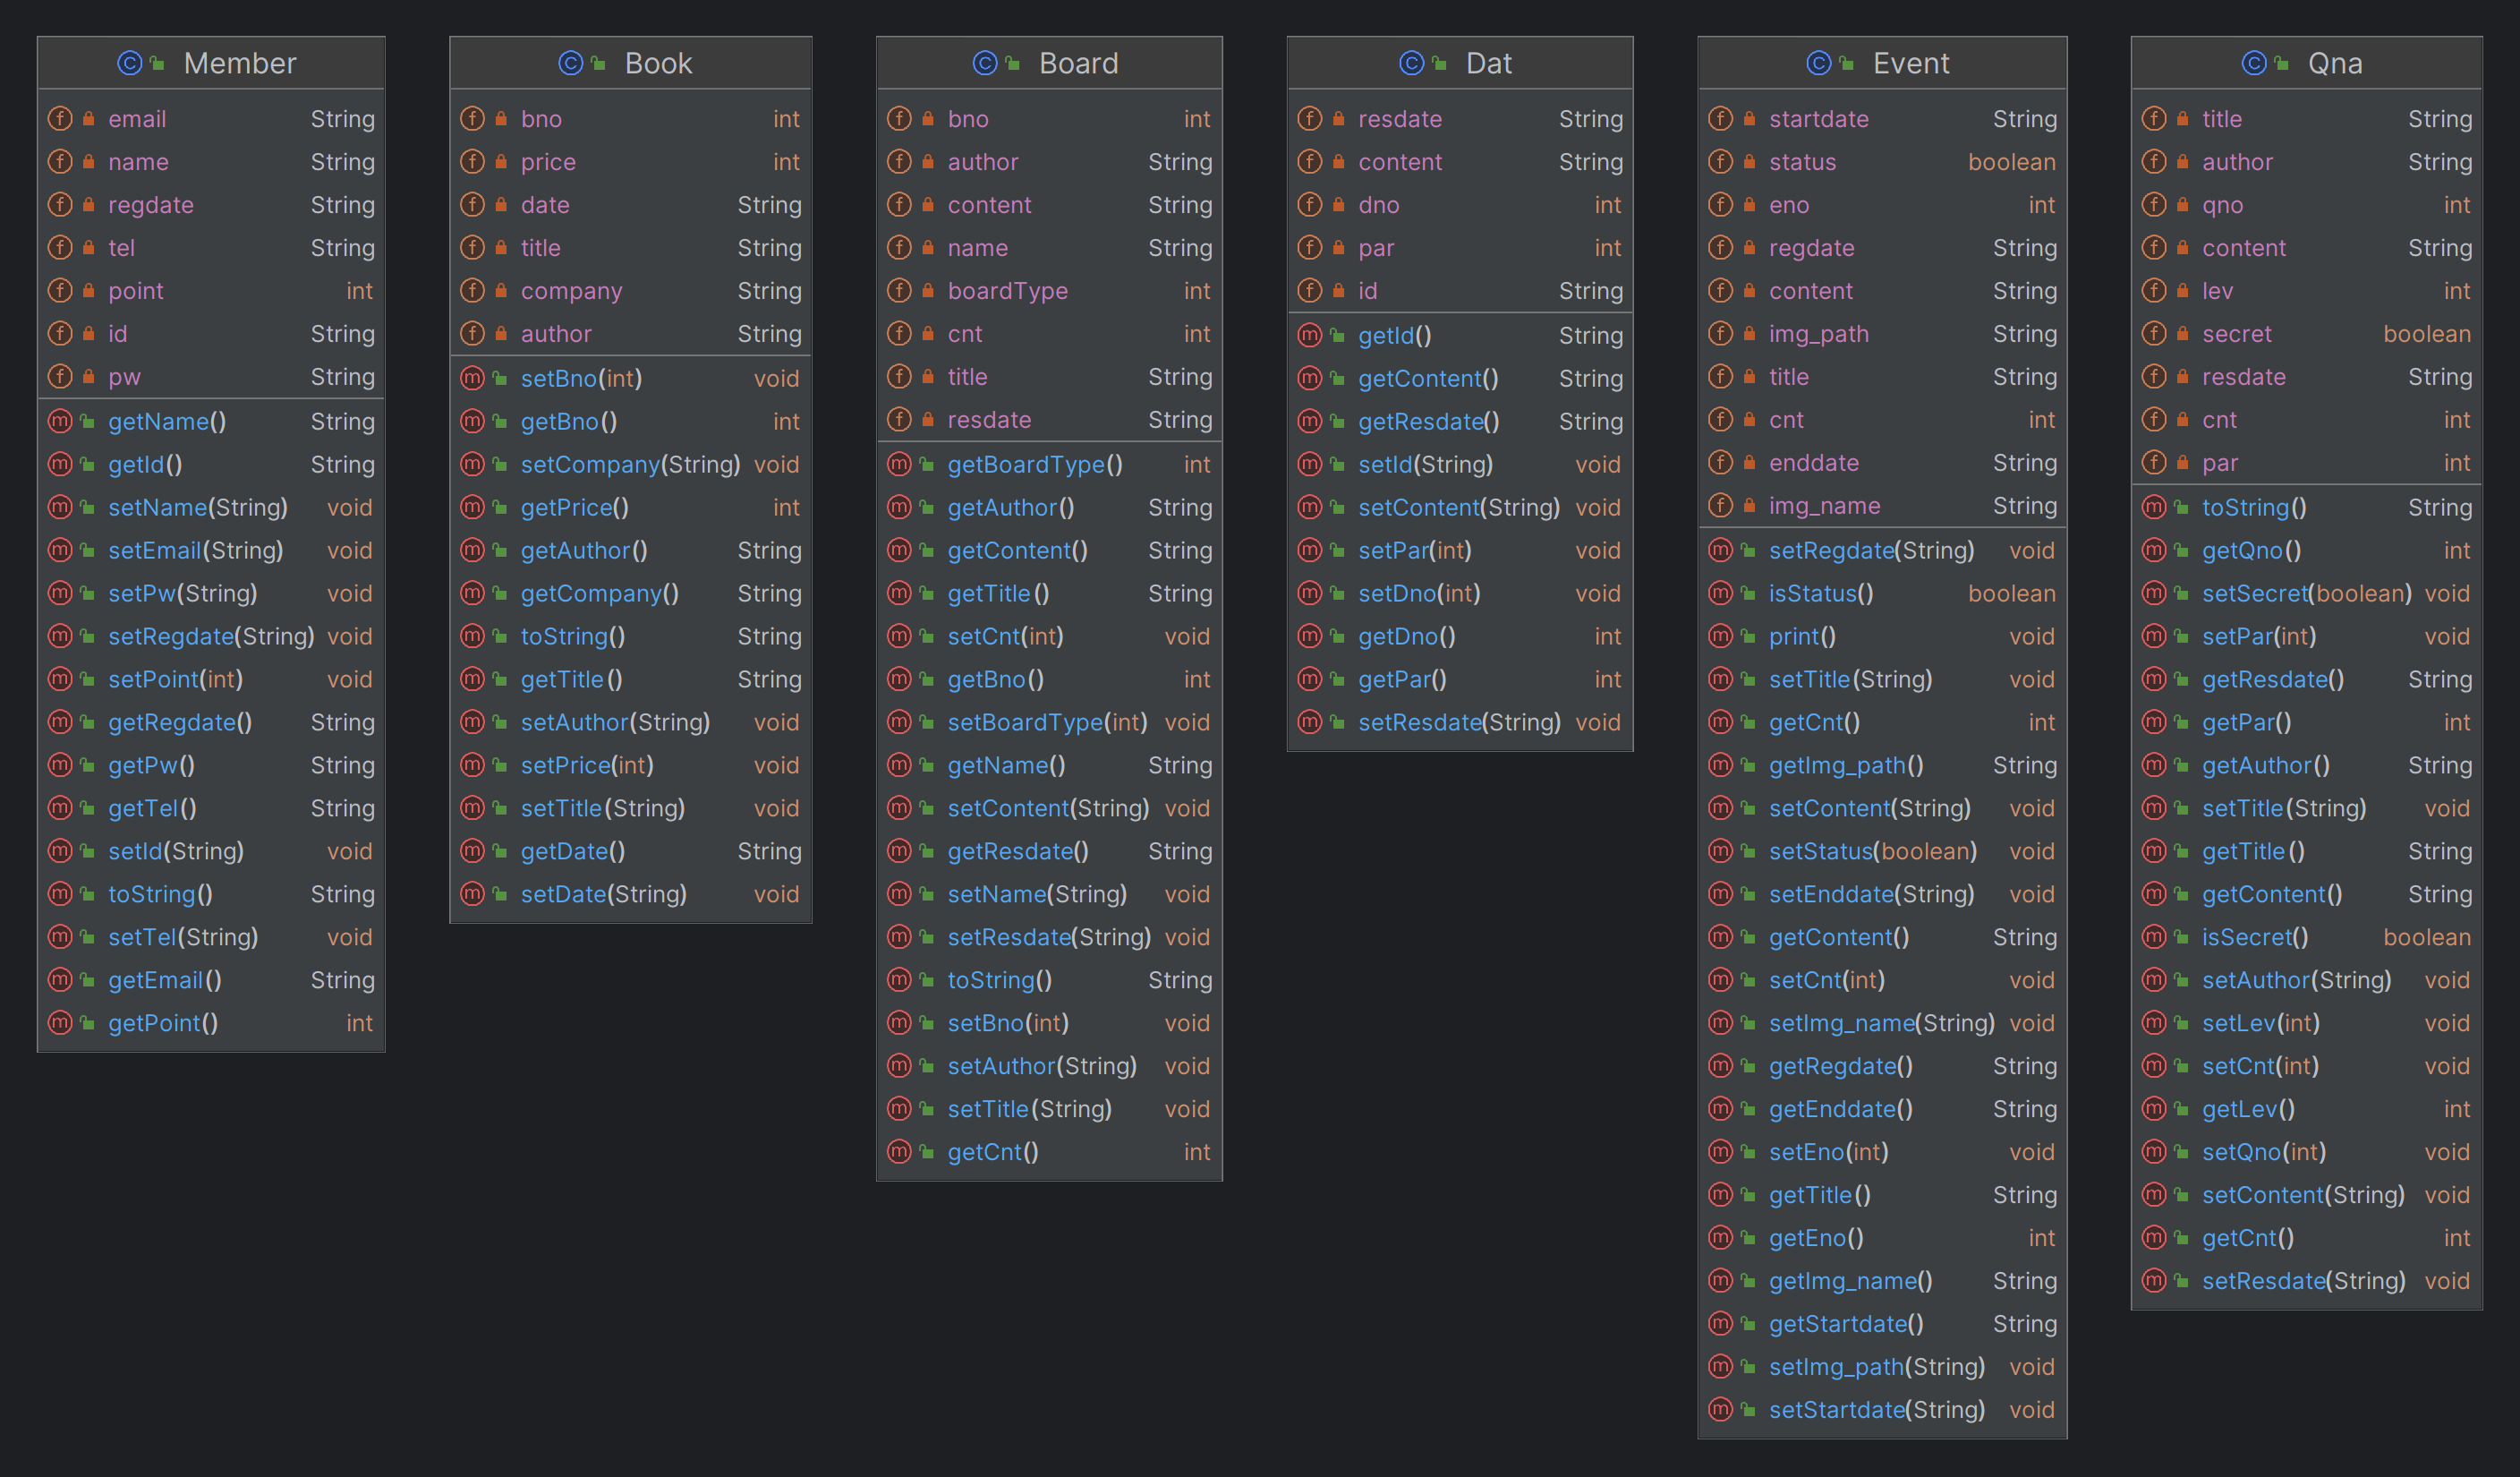 Member
email String
name String
regdate String
tel String
point int
id String
pw String
getName() String
getId() String
setName(String) void
setEmail(String) void
setPw(String) void
setRegdate(String) void
setPoint(int) void
getRegdate() String
getPw() String
getTel() String
setId(String) void
toString() String
setTel(String) void
getEmail() String
getPoint() int
Book
bno int
price int
date String
title String
company String
author String
setBno(int) void
getBno() int
setCompany(String) void
getPrice() int
getAuthor() String
getCompany() String
toString() String
getTitle() String
setAuthor(String) void
setPrice(int) void
setTitle(String) void
getDate() String
setDate(String) void
Board
bno int
author String
content String
name String
boardType int
cnt int
title String
resdate String
getBoardType() int
getAuthor() String
getContent() String
getTitle() String
setCnt(int) void
getBno() int
setBoardType(int) void
getName() String
setContent(String) void
getResdate() String
setName(String) void
setResdate(String) void
toString() String
setBno(int) void
setAuthor(String) void
setTitle(String) void
getCnt() int
Dat
resdate String
content String
dno int
par int
id String
getId() String
getContent() String
getResdate() String
setId(String) void
setContent(String) void
setPar(int) void
setDno(int) void
getDno() int
getPar() int
setResdate(String) void
Event
startdate String
status boolean
eno int
regdate String
content String
img_path String
title String
cnt int
enddate String
img_name String
setRegdate(String) void
isStatus() boolean
print() void
setTitle(String) void
getCnt() int
getImg_path() String
setContent(String) void
setStatus(boolean) void
setEnddate(String) void
getContent() String
setCnt(int) void
setImg_name(String) void
getRegdate() String
getEnddate() String
setEno(int) void
getTitle() String
getEno() int
getImg_name() String
getStartdate() String
setImg_path(String) void
setStartdate(String) void
Qna
title String
author String
qno int
content String
lev int
secret boolean
resdate String
cnt int
par int
toString() String
getQno() int
setSecret(boolean) void
setPar(int) void
getResdate() String
getPar() int
getAuthor() String
setTitle(String) void
getTitle() String
getContent() String
isSecret() boolean
setAuthor(String) void
setLev(int) void
setCnt(int) void
getLev() int
setQno(int) void
setContent(String) void
getCnt() int
setResdate(String) void